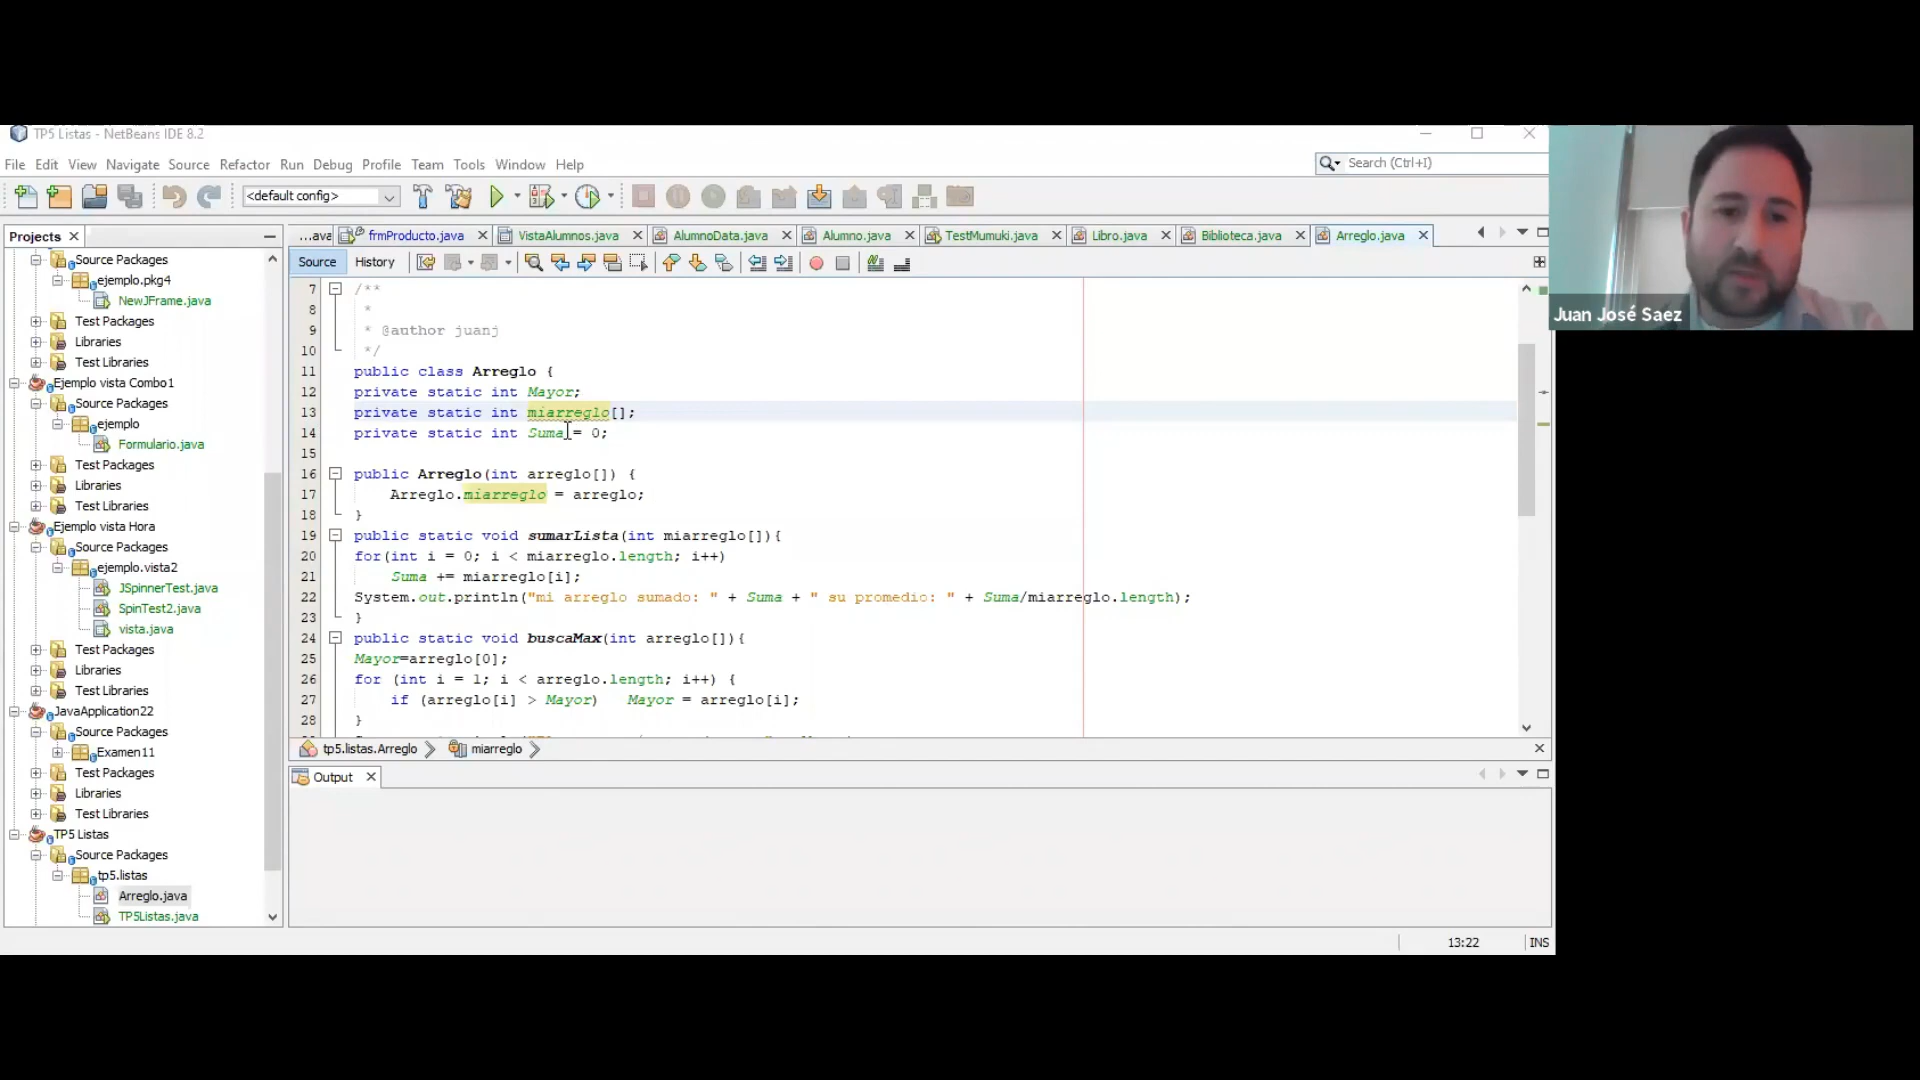 TP5 Listas - NetBeans IDE 8.2
File Edit View Navigate Source Refactor Run Debug Profile Team Tools Window Help
Search (Ctrl+I)
<default config>
Projects
Source Packages
ejemplo.pkg4
NewJFrame.java
Test Packages
Libraries
Test Libraries
Ejemplo vista Combo1
Source Packages
ejemplo
Formulario.java
Test Packages
Libraries
Test Libraries
Ejemplo vista Hora
Source Packages
ejemplo.vista2
JSpinnerTest.java
SpinTest2.java
vista.java
Test Packages
Libraries
Test Libraries
JavaApplication22
Source Packages
Examen11
Test Packages
Libraries
Test Libraries
TP5 Listas
Source Packages
tp5.listas
Arreglo.java
TP5Listas.java
...ava frmProducto.java VistaAlumnos.java AlumnoData.java Alumno.java TestMumuki.java Libro.java Biblioteca.java Arreglo.java
Source History
7 /**
8 *
9 * @author juanj
10 */
11 public class Arreglo {
12 private static int Mayor;
13 private static int miarreglo[];
14 private static int Suma = 0;
15
16 public Arreglo(int arreglo[]) {
17 Arreglo.miarreglo = arreglo;
18 }
19 public static void sumarLista(int miarreglo[]){
20 for(int i = 0; i < miarreglo.length; i++)
21 Suma += miarreglo[i];
22 System.out.println("mi arreglo sumado: " + Suma + " su promedio: " + Suma/miarreglo.length);
23 }
24 public static void buscaMax(int arreglo[]){
25 Mayor=arreglo[0];
26 for (int i = 1; i < arreglo.length; i++) {
27 if (arreglo[i] > Mayor) Mayor = arreglo[i];
28 }
tp5.listas.Arreglo miarreglo
Output
13:22 INS
Juan José Saez